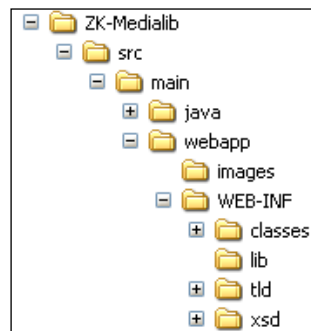 ZK-Medialib
src
main
java
webapp
images
WEB-INF
classes
lib
tld
xsd